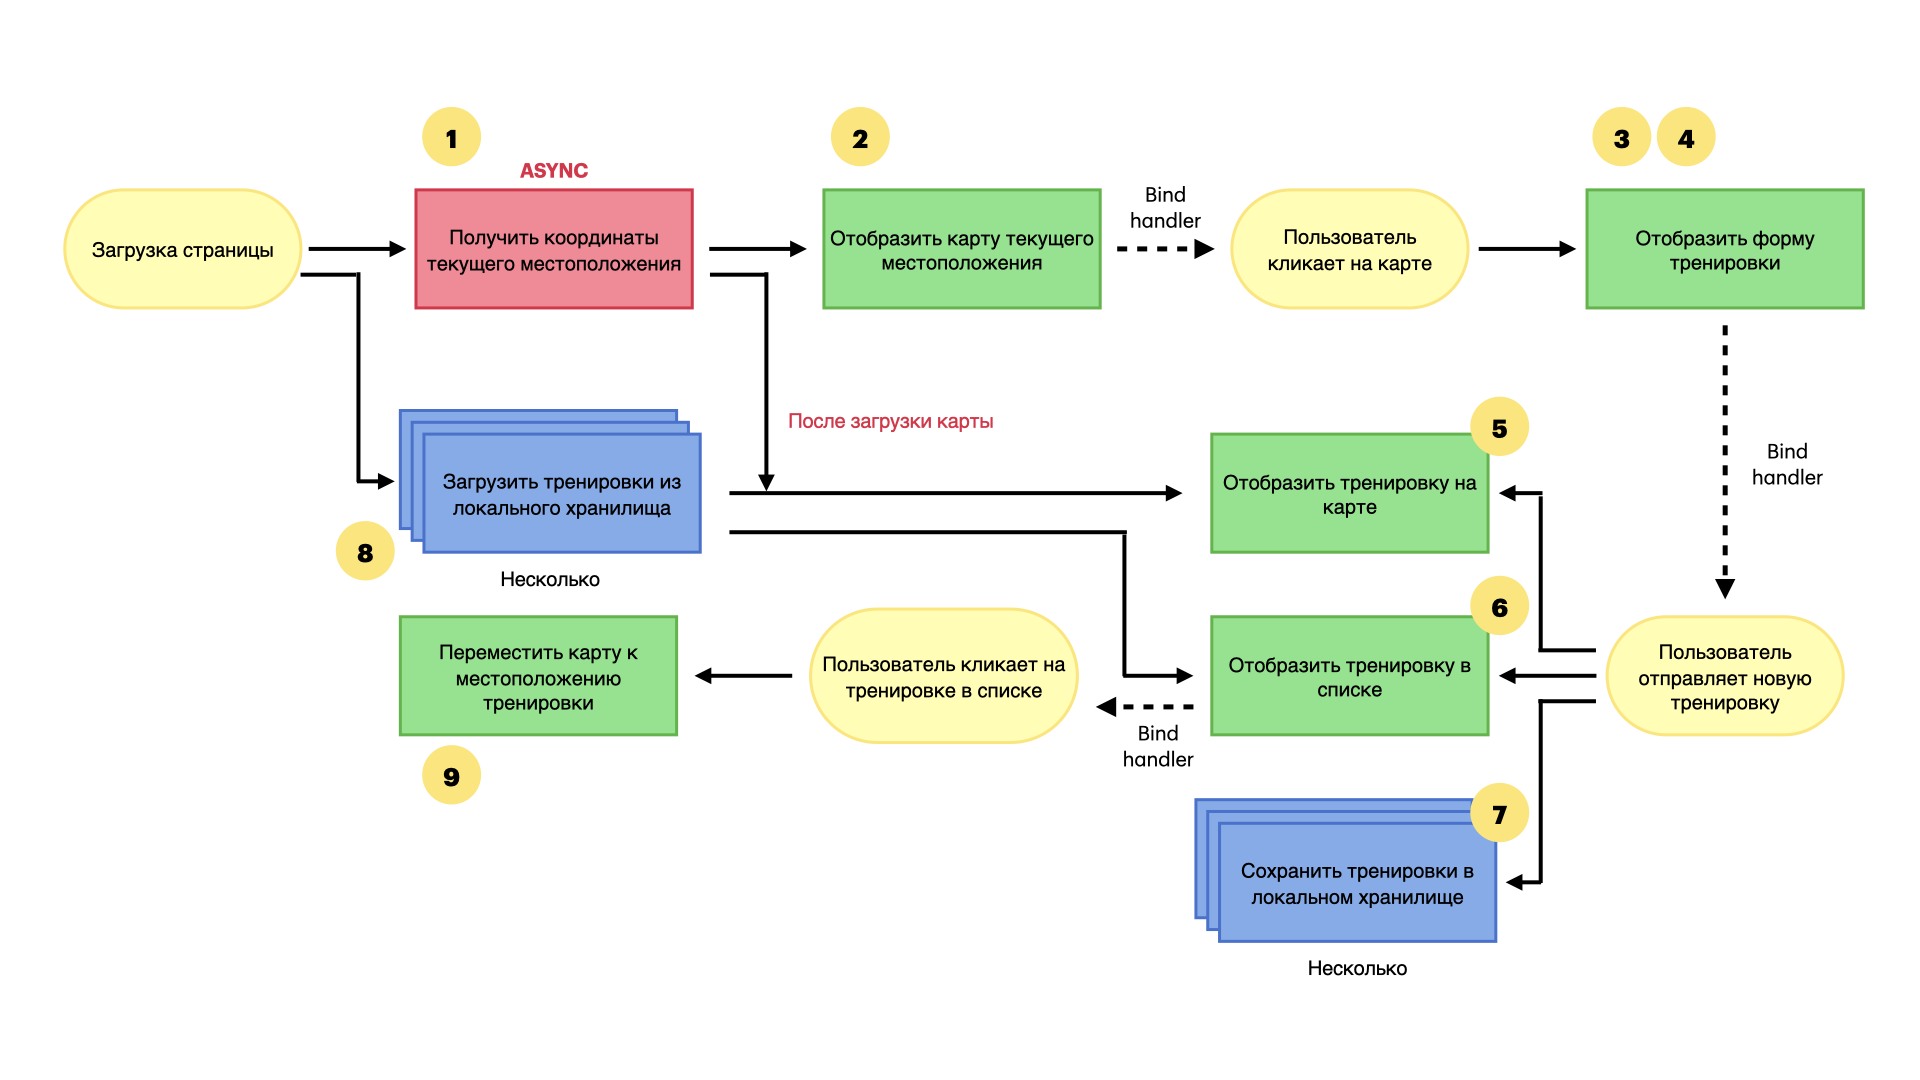 1
2
3
4
ASYNC
Загрузка страницы
Получить координаты
текущего местоположения
Отобразить карту текущего
местоположения
Bind
handler
Пользователь
кликает на карте
Отобразить форму
тренировки
После загрузки карты
Bind
handler
5
Загрузить тренировки из
локального хранилища
8
Несколько
Отобразить тренировку на
карте
6
Переместить карту к
местоположению
тренировки
9
Пользователь кликает на
тренировке в списке
Bind
handler
Отобразить тренировку в
списке
Пользователь
отправляет новую
тренировку
7
Сохранить тренировки в
локальном хранилище
Несколько